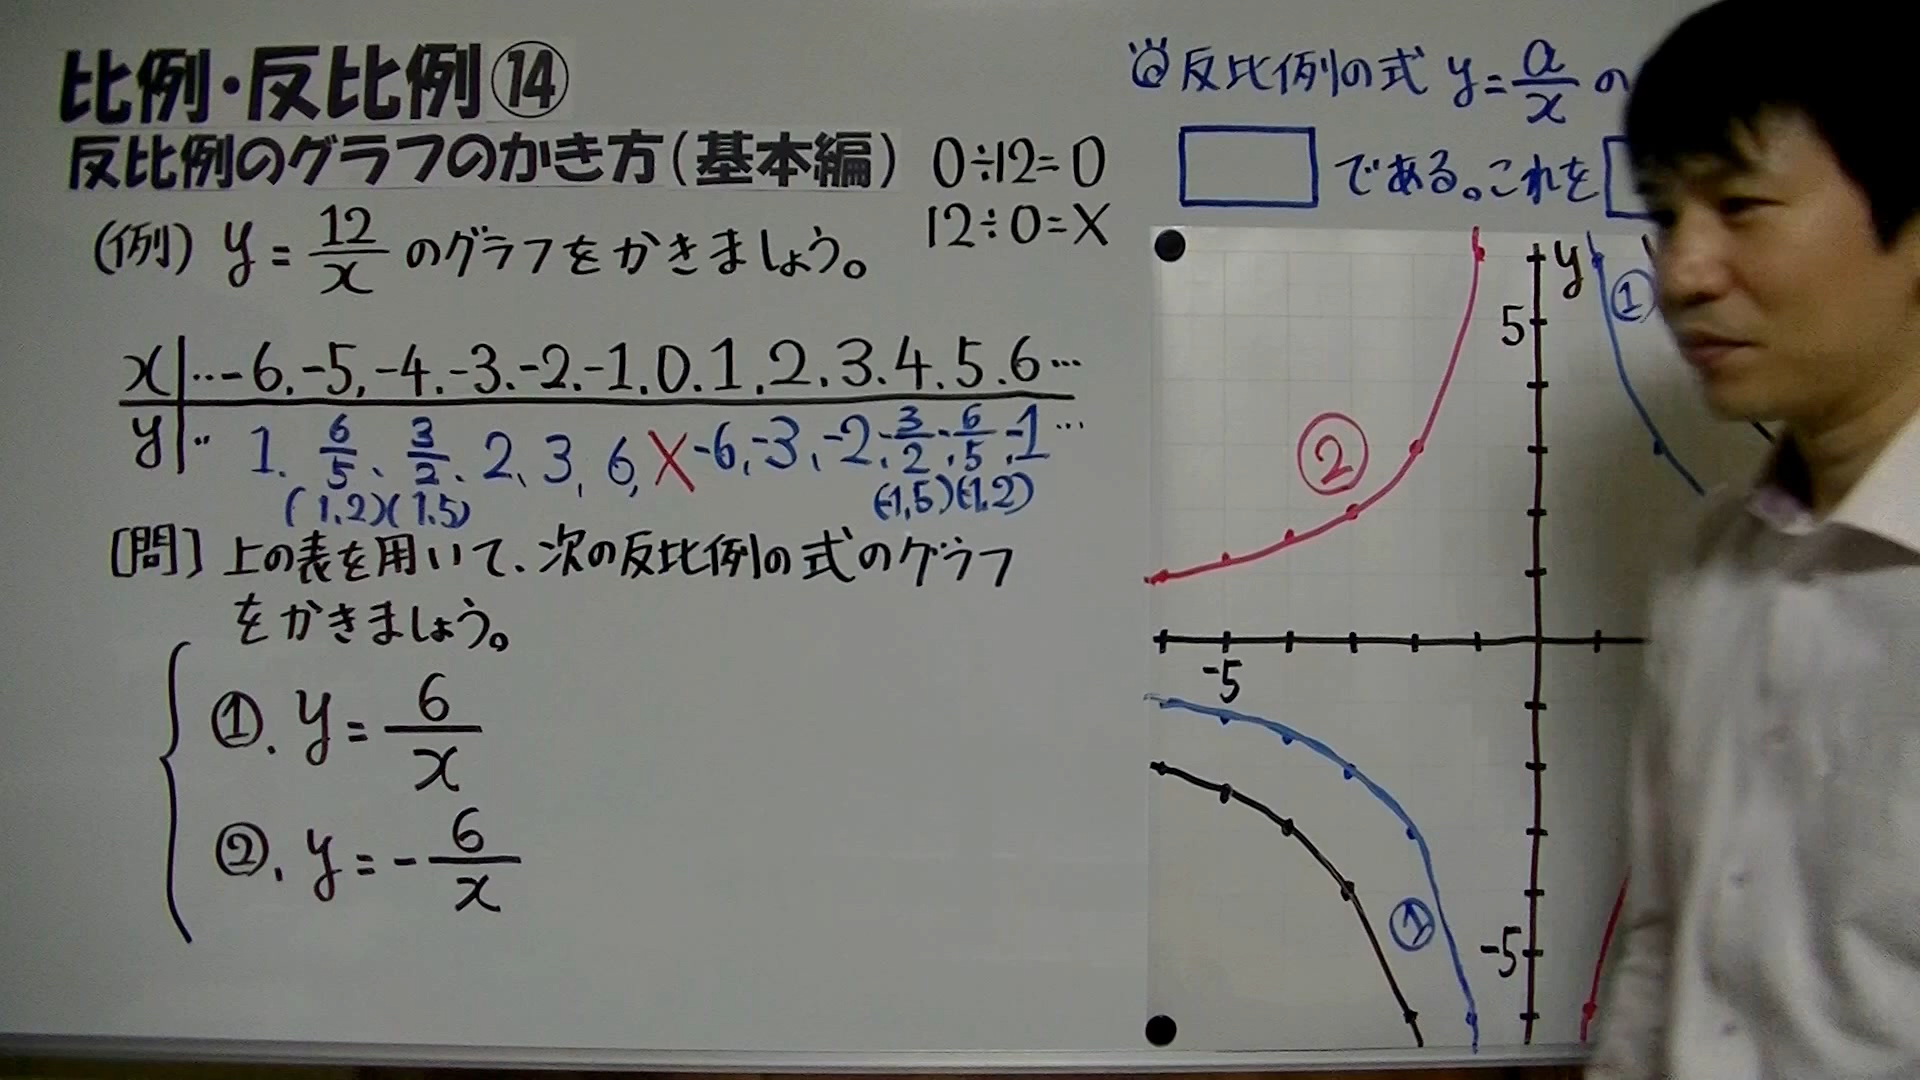 比例・反比例⑭
反比例のグラフのかき方(基本編)
0÷12=0
12÷0=X
(例) y=12/x のグラフをかきましょう。
x …-6.-5.-4.-3.-2.-1.0.1.2.3.4.5.6…
y ‥ 1. 6/5、3/2、2、3、6、X -6、-3、-2.-3/2.-6/5.-1…
(1.2)(1.5) (-1.5)(-1.2)
[問] 上の表を用いて、次の反比例の式のグラフ
をかきましょう。
①. y=6/x
②. y=-6/x
反比例の式 y=a/x の
である。これを
y
①
5
②
-5
①
-5